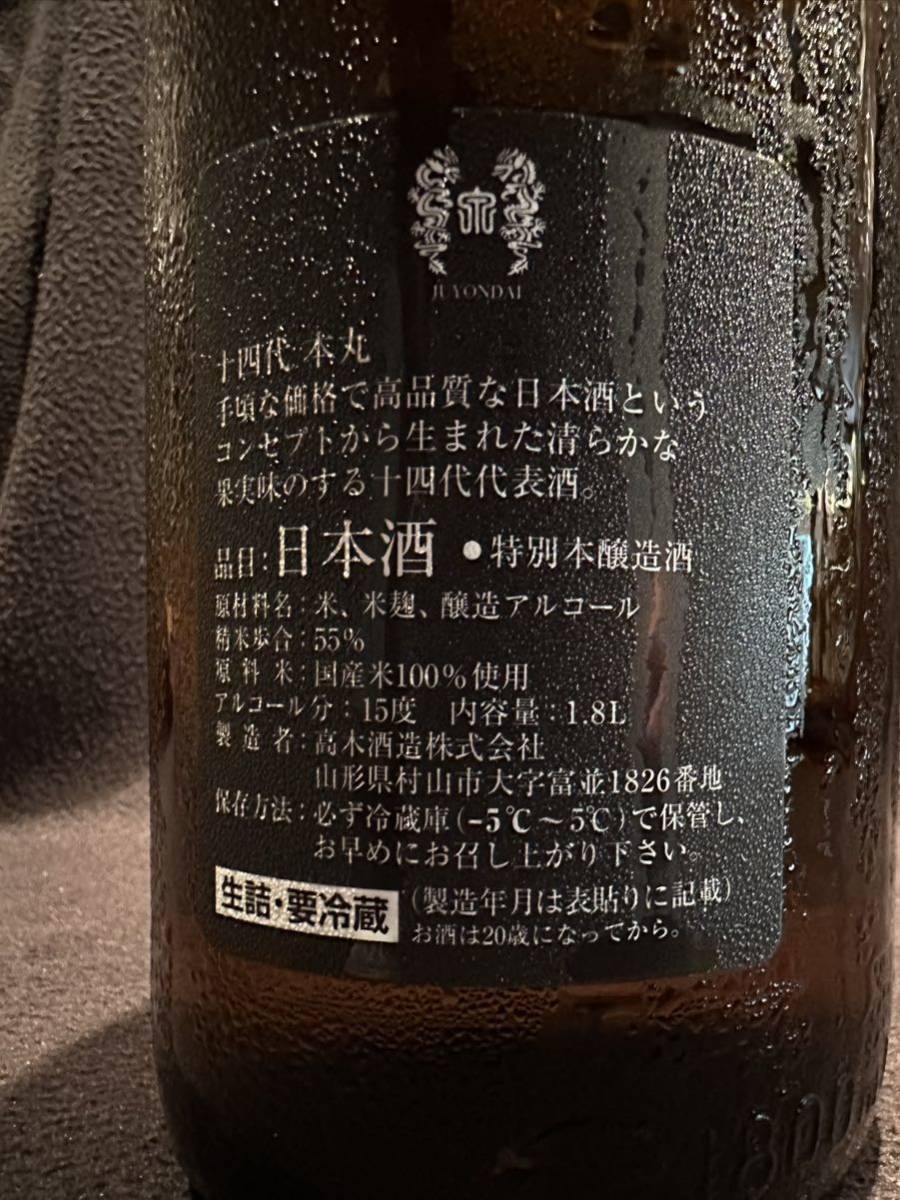 JUYONDAI
十四代 本丸
手頃な価格で高品質な日本酒という
コンセプトから生まれた清らかな
果実味のする十四代代表酒。
品目：日本酒 ●特別本醸造酒
原材料名：米、米麹、醸造アルコール
精米歩合：55%
原料米：国産米100％使用
アルコール分：15度 内容量：1.8L
製造者：高木酒造株式会社
山形県村山市大字富並1826番地
保存方法：必ず冷蔵庫(-5℃～5℃)で保管し、
お早めにお召し上がり下さい。
生詰・要冷蔵 (製造年月は表貼りに記載)
お酒は20歳になってから。
1800